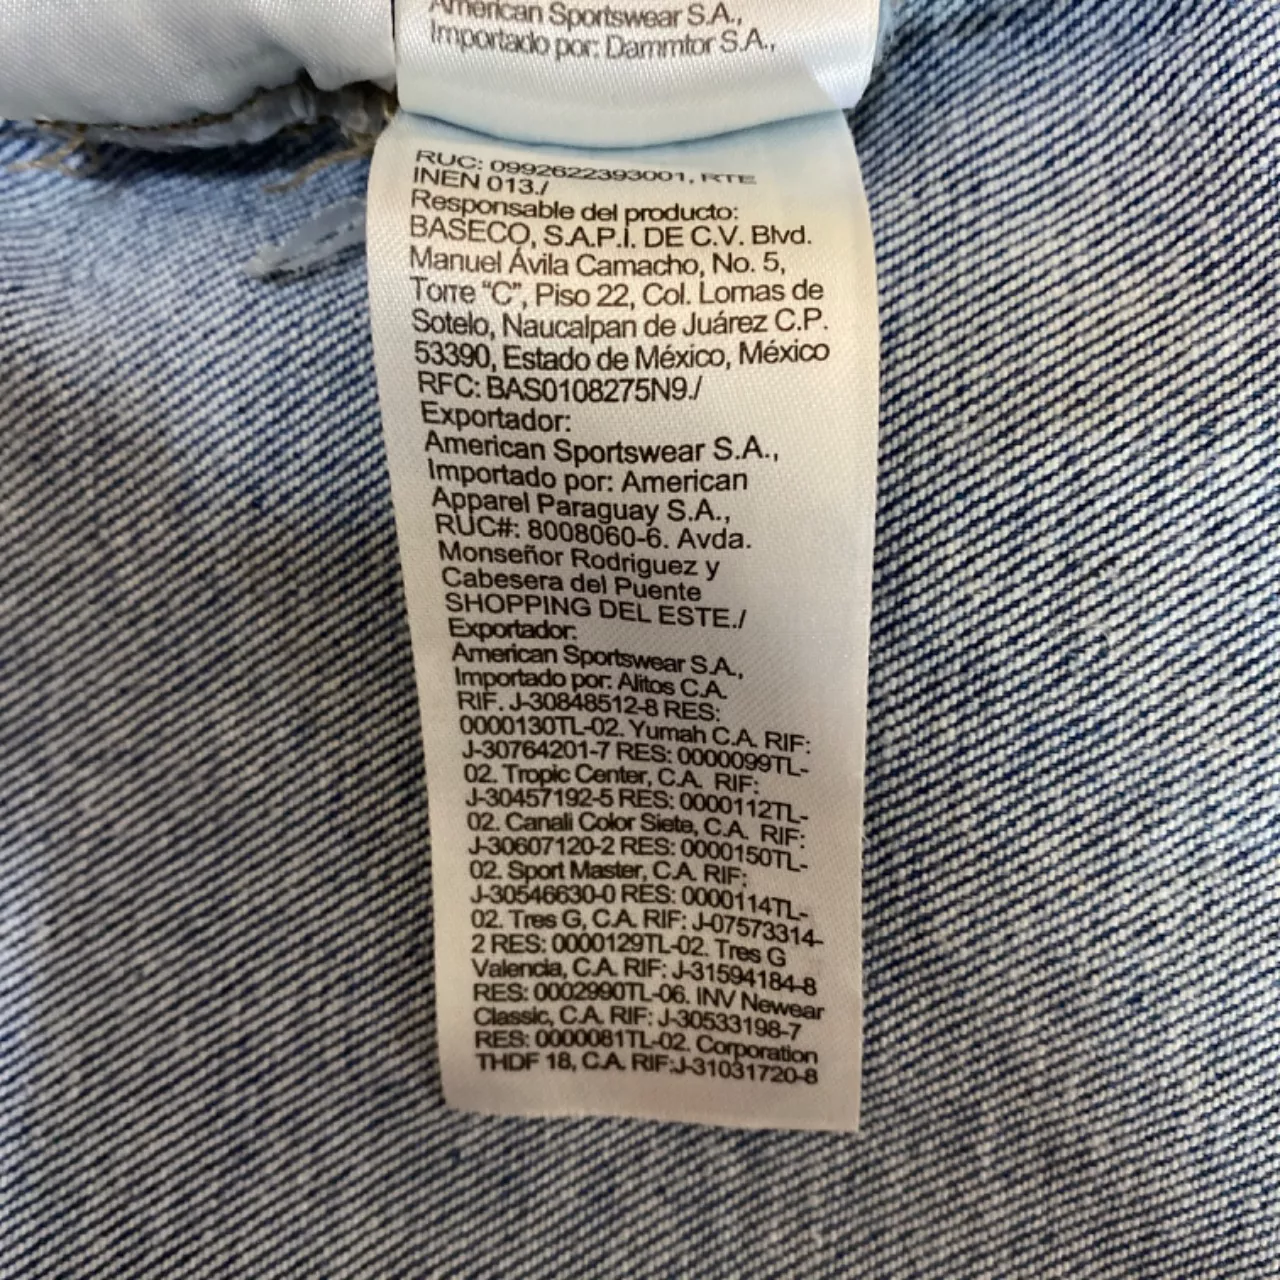 American Sportswear S.A.,
Importado por: Dammtor S.A.,
RUC: 0992622393001, RTE
INEN 013./
Responsable del producto:
BASECO, S.A.P.I. DE C.V. Blvd.
Manuel Ávila Camacho, No. 5,
Torre "C", Piso 22, Col. Lomas de
Sotelo, Naucalpan de Juárez C.P.
53390, Estado de México, México
RFC: BAS0108275N9./
Exportador:
American Sportswear S.A.,
Importado por: American
Apparel Paraguay S.A.,
RUC#: 8008060-6. Avda.
Monseñor Rodriguez y
Cabesera del Puente
SHOPPING DEL ESTE./
Exportador:
American Sportswear S.A.,
Importado por: Alitos C.A.
RIF. J-30848512-8 RES:
0000130TL-02. Yumah C.A. RIF:
J-30764201-7 RES: 0000099TL-
02. Tropic Center, C.A. RIF:
J-30457192-5 RES: 0000112TL-
02. Canali Color Siete, C.A. RIF:
J-30607120-2 RES: 0000150TL-
02. Sport Master, C.A. RIF:
J-30546630-0 RES: 0000114TL-
02. Tres G, C.A. RIF: J-07573314-
2 RES: 0000129TL-02. Tres G
Valencia, C.A. RIF: J-31594184-8
RES: 0002990TL-06. INV Newear
Classic, C.A. RIF: J-30533198-7
RES: 0000081TL-02. Corporation
THDF 18, C.A. RIF:J-31031720-8